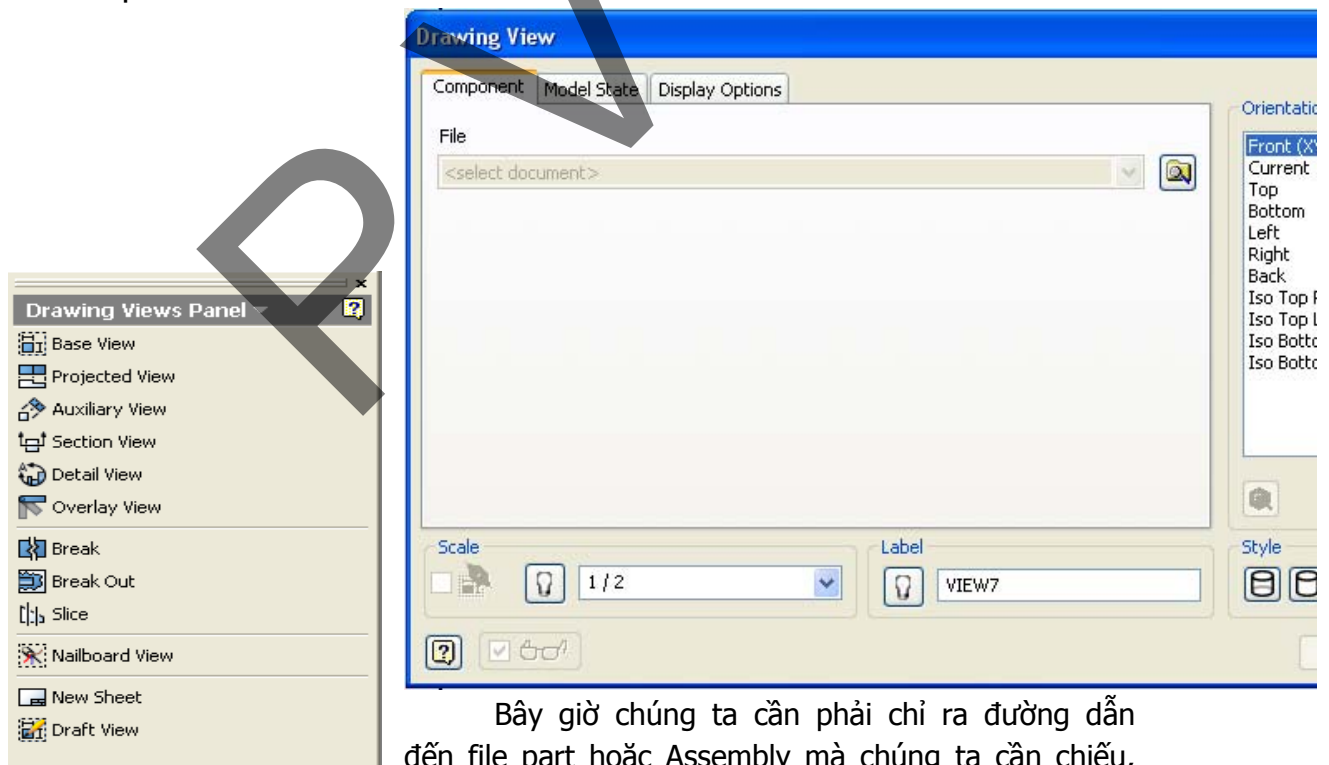 Drawing View
Component Model State Display Options
File
<select document>
Orientatio
Front (XY
Current
Top
Bottom
Left
Right
Back
Iso Top
Iso Top L
Iso Botto
Iso Botto
Scale
1 / 2
Label
VIEW7
Style
Drawing Views Panel
Base View
Projected View
Auxiliary View
Section View
Detail View
Overlay View
Break
Break Out
Slice
Nailboard View
New Sheet
Draft View
Bây giờ chúng ta cần phải chỉ ra đường dẫn
đến file part hoặc Assembly mà chúng ta cần chiếu,